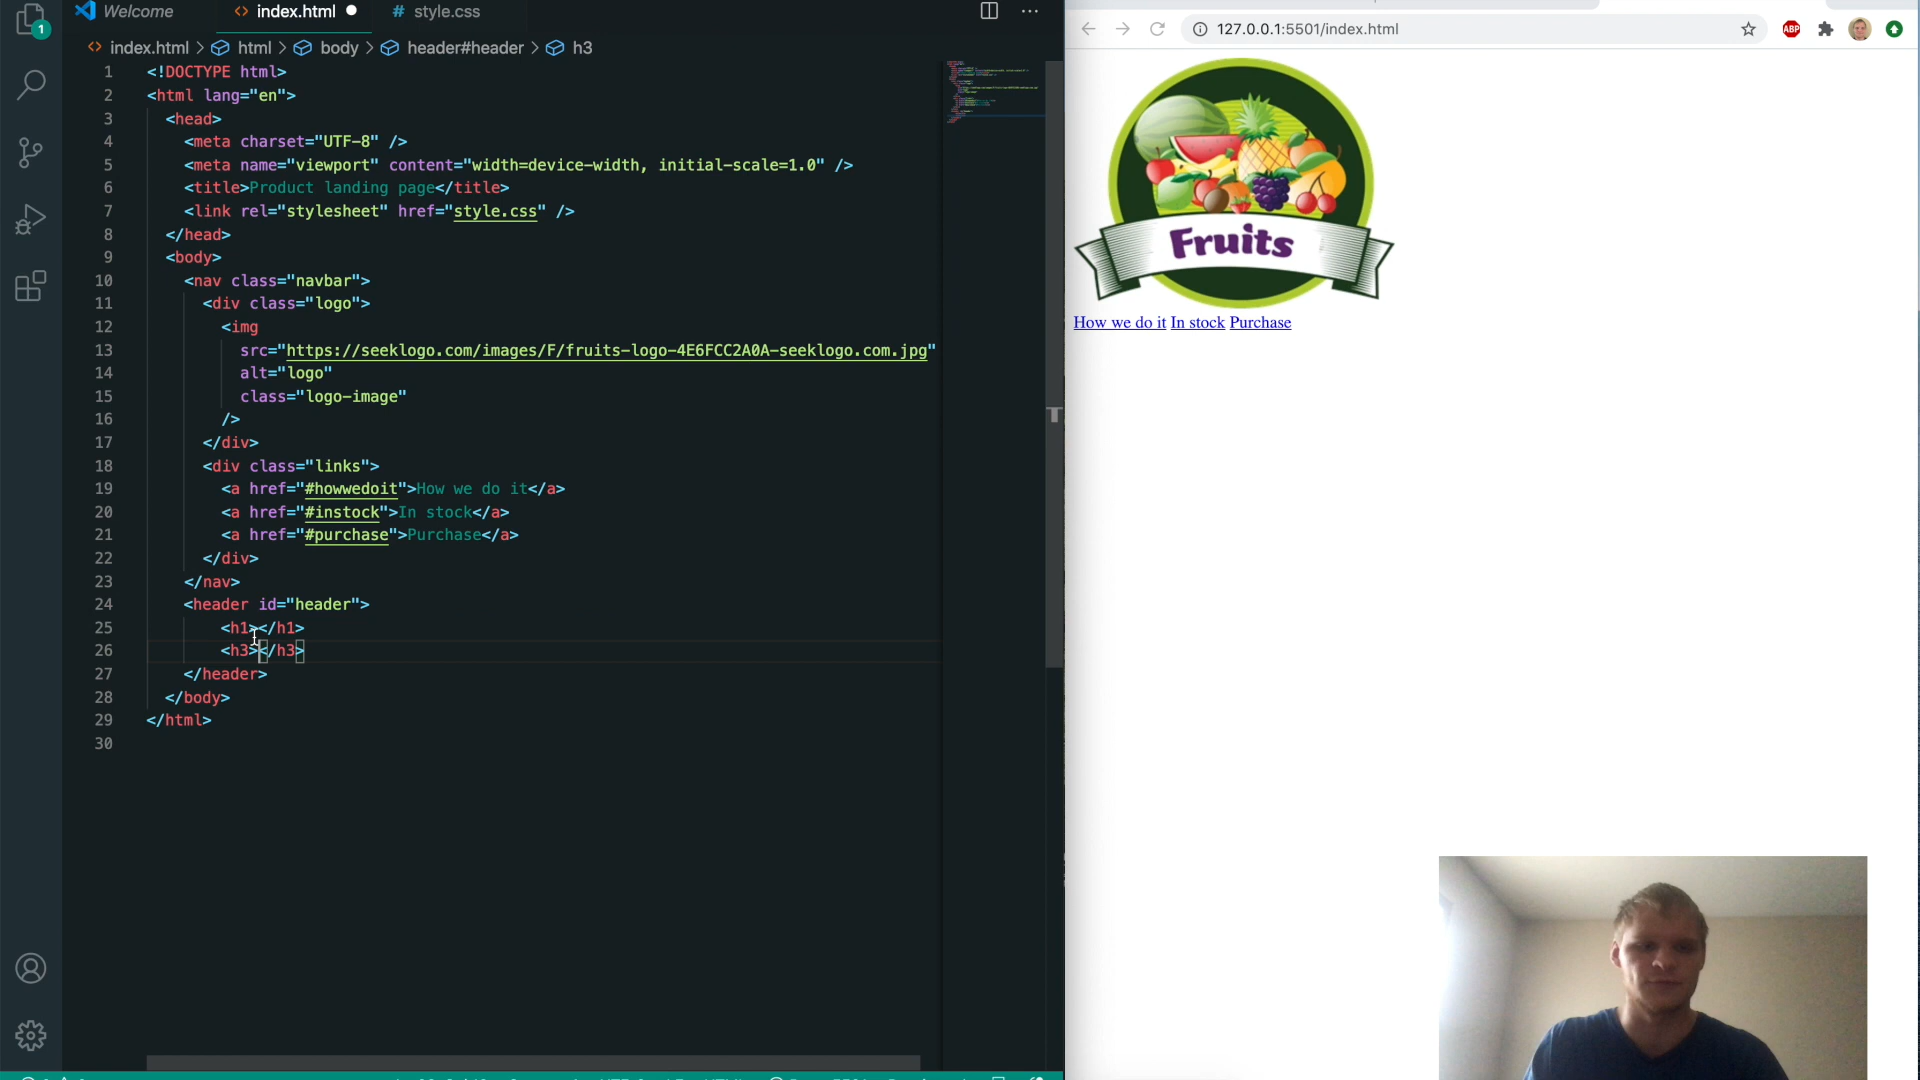 1
Welcome
index.html
# style.css
index.html > html > body > header#header > h3
1 <!DOCTYPE html>
2 <html lang="en">
3 <head>
4 <meta charset="UTF-8" />
5 <meta name="viewport" content="width=device-width, initial-scale=1.0" />
6 <title>Product landing page</title>
7 <link rel="stylesheet" href="style.css" />
8 </head>
9 <body>
10 <nav class="navbar">
11 <div class="logo">
12 <img
13 src="https://seeklogo.com/images/F/fruits-logo-4E6FCC2A0A-seeklogo.com.jpg"
14 alt="logo"
15 class="logo-image"
16 />
17 </div>
18 <div class="links">
19 <a href="#howwedoit">How we do it</a>
20 <a href="#instock">In stock</a>
21 <a href="#purchase">Purchase</a>
22 </div>
23 </nav>
24 <header id="header">
25 <h1></h1>
26 <h3></h3>
27 </header>
28 </body>
29 </html>
30
127.0.0.1:5501/index.html
ABP
Fruits
How we do it In stock Purchase